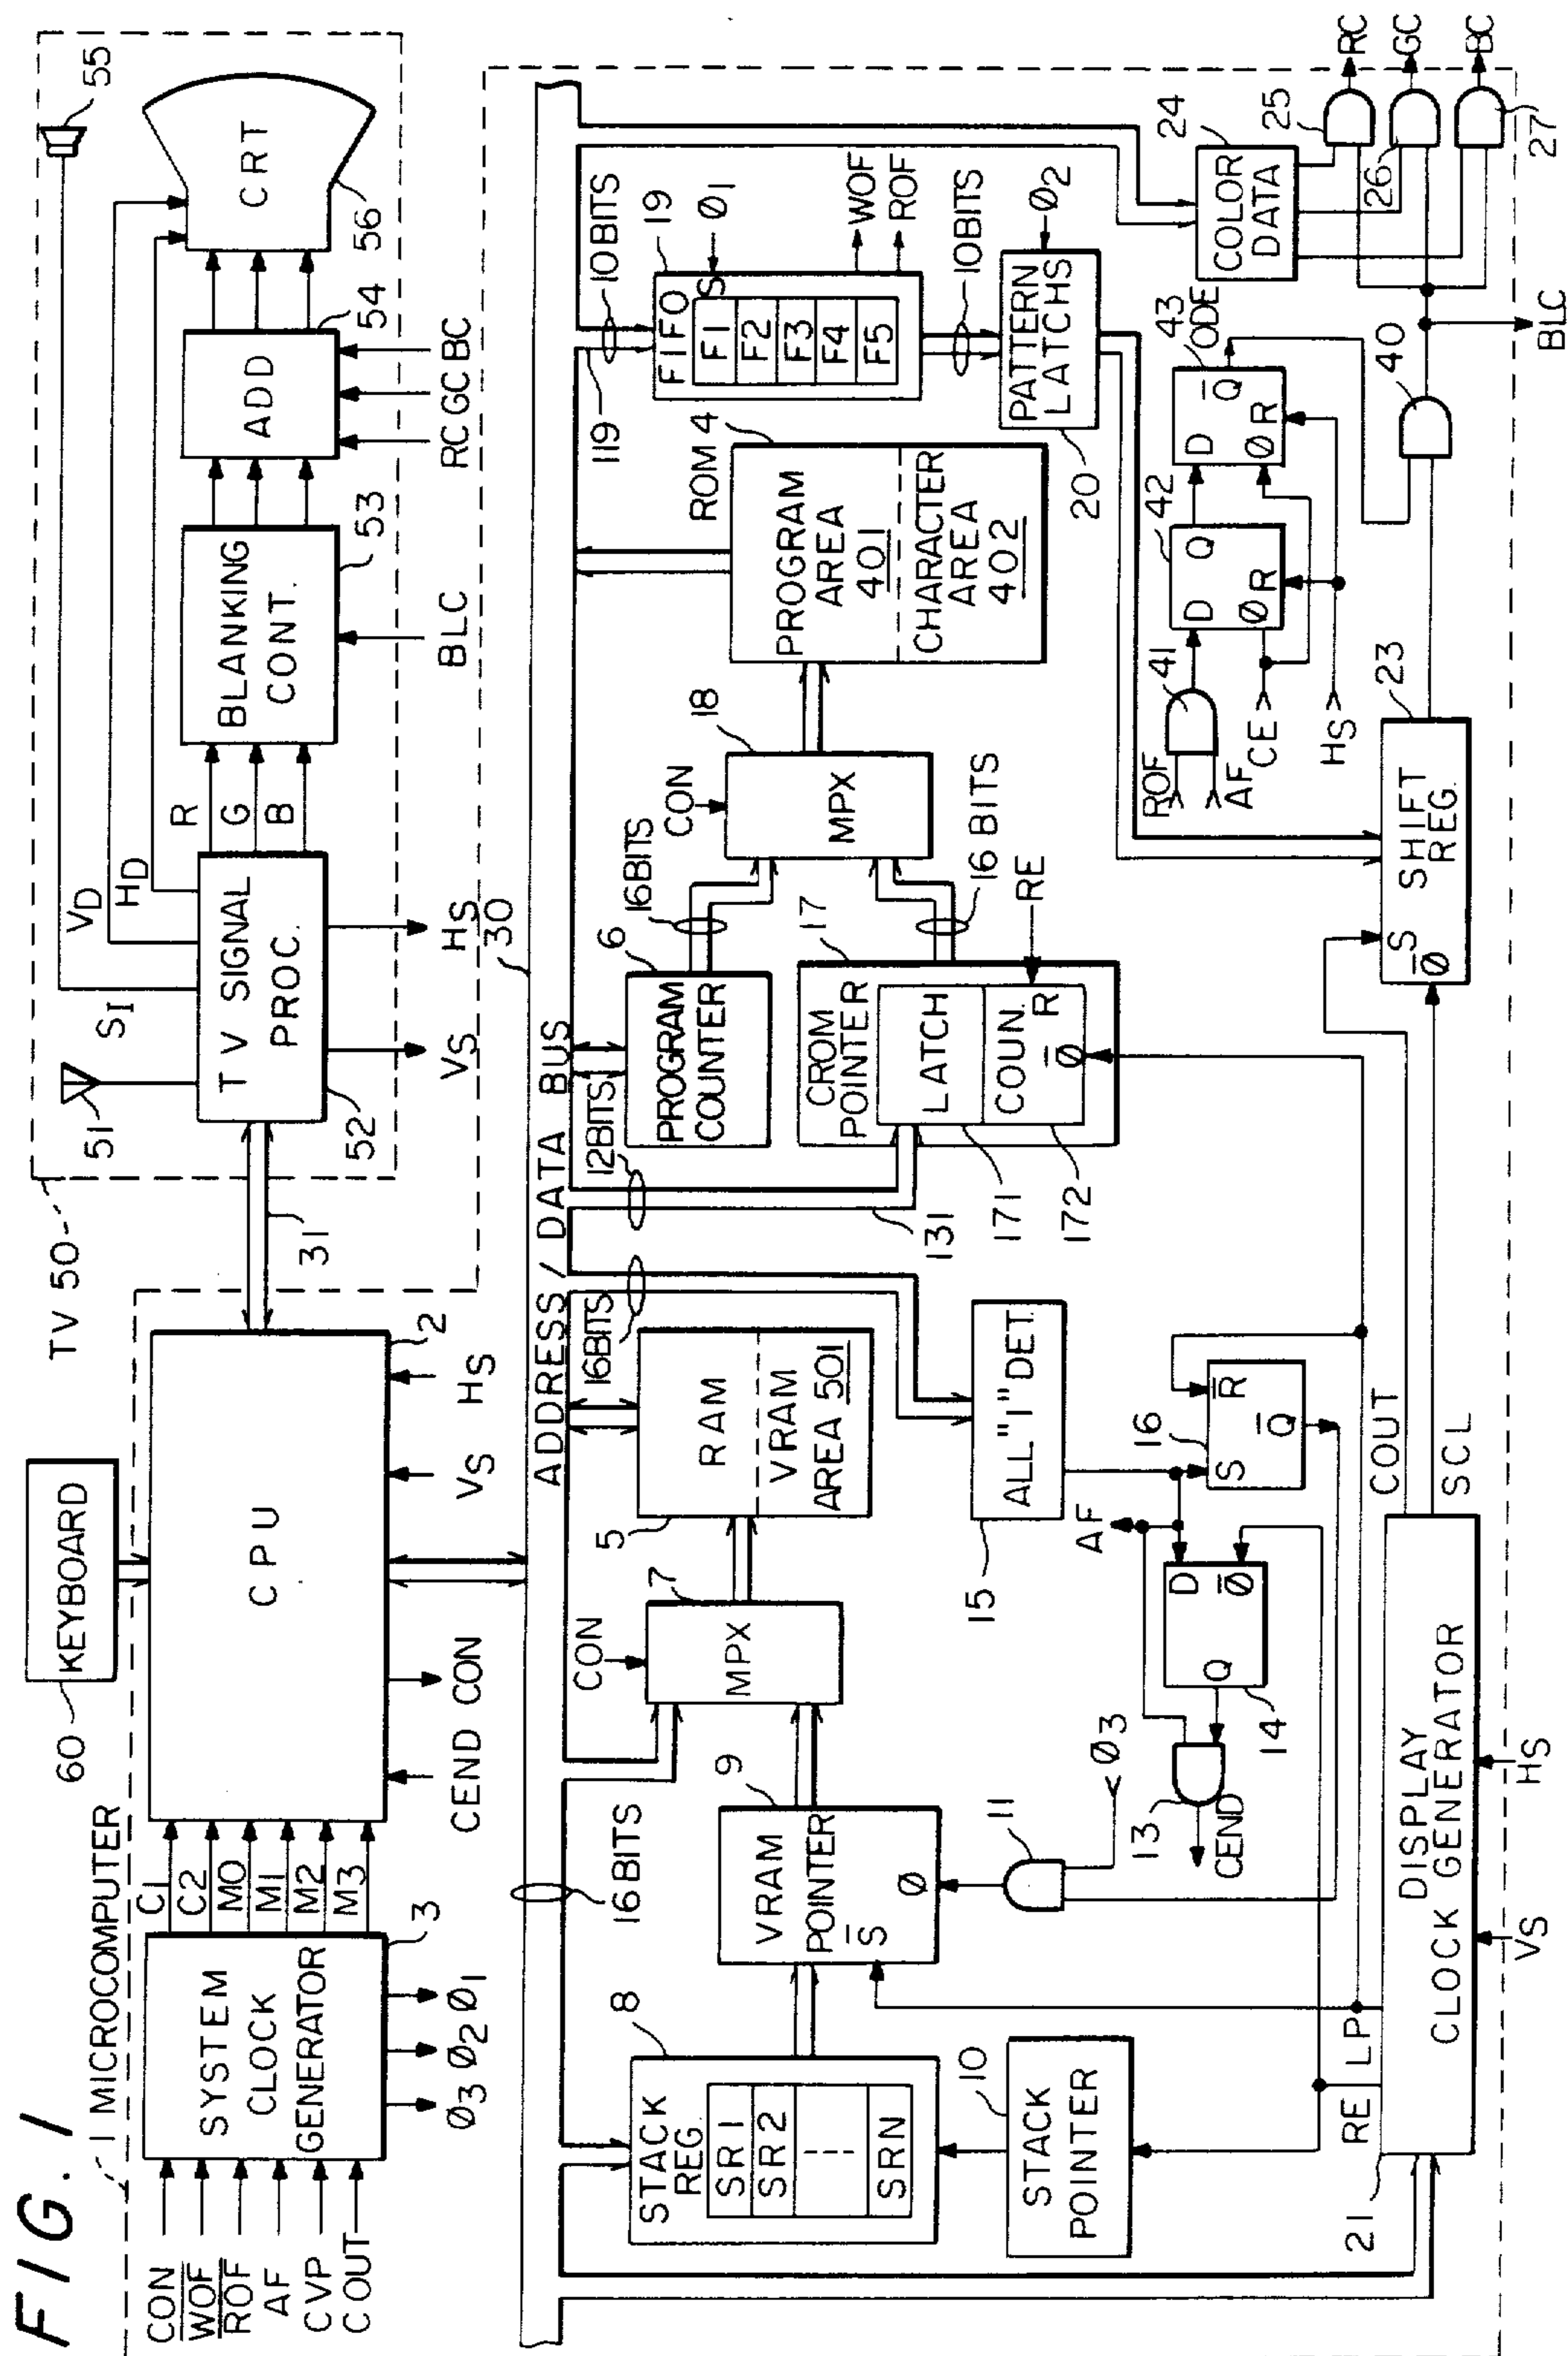 FIG. 1
1 MICROCOMPUTER
60
KEYBOARD
TV 50
CON
WOF
ROF
AF
CVP
COUT
SYSTEM
CLOCK
GENERATOR
3
Ø3 Ø2 Ø1
C1
C2
M0
M1
M2
M3
CPU
2
CEND CON
VS
HS
31
51
SI
VD
HD
TV SIGNAL
PROC.
52
VS
HS
R
G
B
BLANKING
CONT.
53
BLC
ADD
54
RC GC BC
CRT
56
55
ADDRESS / DATA BUS
30
16 BITS
STACK
REG.
SR1
SR2
SRN
8
STACK
POINTER
10
VRAM
POINTER
S̅
Ø
9
CON
MPX
7
RAM
VRAM
AREA 501
5
16BITS
11
Ø3
13
CEND
14
D
Ø̅
Q
AF
ALL "1" DET.
15
16
S
R̅
Q̅
12BITS
PROGRAM
COUNTER
6
16BITS
131
CROM
POINTER
LATCH
COUN.
R
Ø̅
17
171
172
RE
16 BITS
CON
MPX
18
ROM 4
PROGRAM
AREA
401
CHARACTER
AREA
402
119
10BITS
FIFO
S
F1
F2
F3
F4
F5
19
Ø1
WOF
ROF
10BITS
PATTERN
LATCHS
20
Ø2
ROF
AF
41
CE
HS
42
D
Q
Ø
R
43
ODE
D
Q̅
Ø
R
40
BLC
COLOR
DATA
24
25
26
27
RC
GC
BC
RE
LP
DISPLAY
CLOCK GENERATOR
21
VS
HS
COUT
SCL
S̅
Ø̅
SHIFT
REG.
23